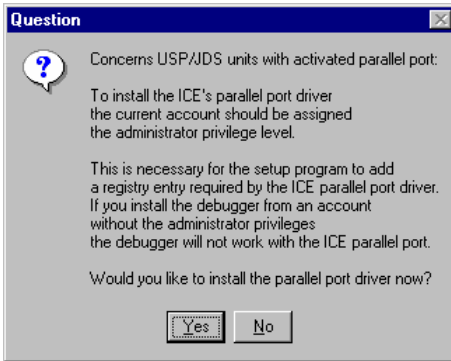 Question
Concerns USP/JDS units with activated parallel port:
To install the ICE's parallel port driver
the current account should be assigned
the administrator privilege level.
This is necessary for the setup program to add
a registry entry required by the ICE parallel port driver.
If you install the debugger from an account
without the administrator privileges
the debugger will not work with the ICE parallel port.
Would you like to install the parallel port driver now?
Yes No